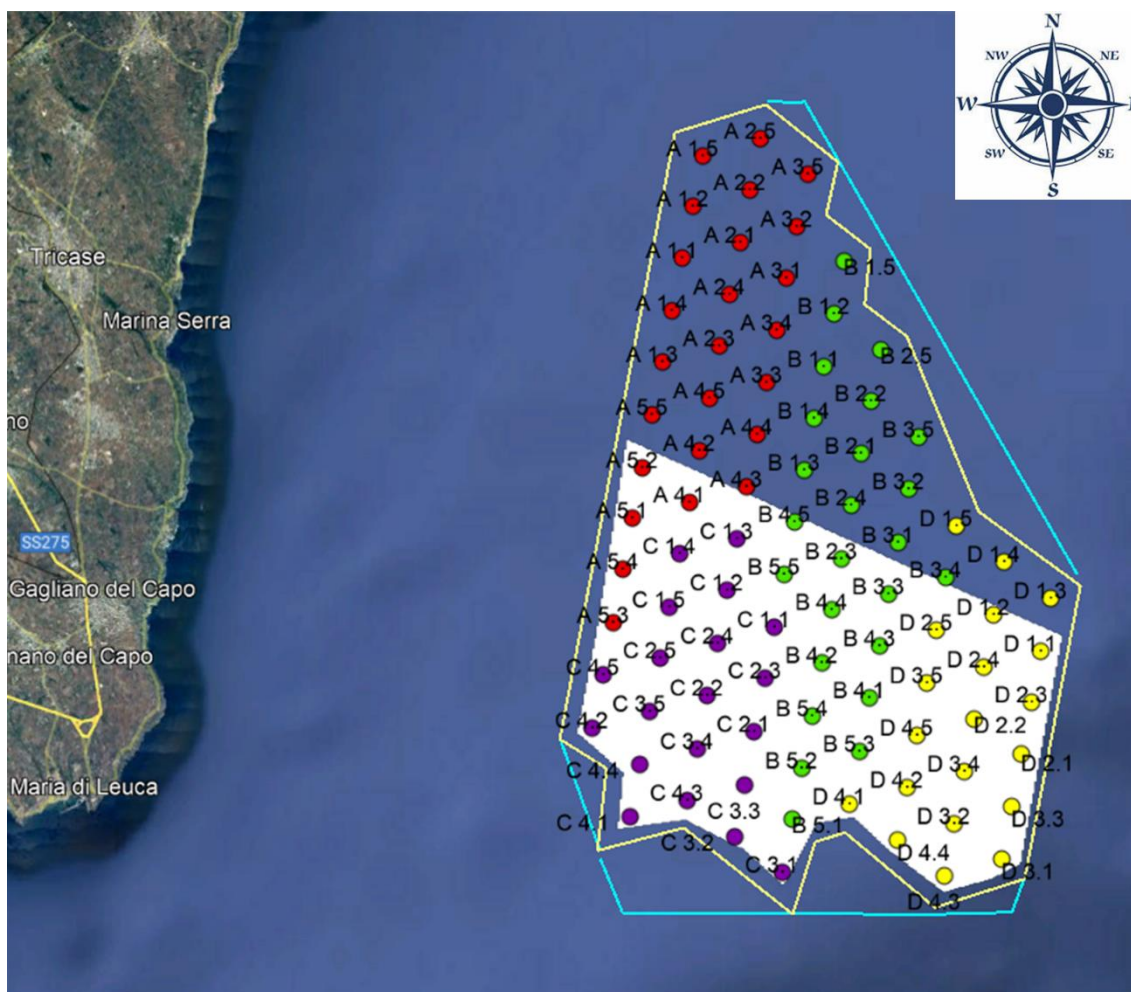 N
NW
NE
W
E
SW
SE
S
A 2.5
A 1.5
A 3.5
A 2.2
A 1.2
A 3.2
A 2.1
A 1.1
Tricase
A 3.1
B 1.5
A 2.4
A 1.4
B 1.2
Marina Serra
A 3.4
A 2.3
A 1.3
B 1.1
B 2.5
A 3.3
A 4.5
B 2.2
A 5.5
B 1.4
no
A 4.4
B 3.5
A 4.2
B 2.1
A 5.2
B 1.3
A 4.3
B 3.2
A 4.1
B 2.4
A 5.1
B 4.5
D 1.5
C 1.3
B 3.1
SS275
C 1.4
B 2.3
D 1.4
A 5.4
B 5.5
B 3.4
Gagliano del Capo
C 1.2
B 3.3
D 1.3
C 1.5
B 4.4
D 1.2
A 5.3
C 1.1
D 2.5
C 2.4
B 4.3
D 1.1
nano del Capo
C 2.5
B 4.2
D 2.4
C 4.5
C 2.3
D 3.5
C 2.2
B 4.1
D 2.3
C 3.5
B 5.4
C 4.2
C 2.1
D 4.5
D 2.2
C 3.4
B 5.3
C 4.4
B 5.2
D 3.4
D 2.1
Maria di Leuca
D 4.2
C 4.3
D 4.1
C 3.3
D 3.2
D 3.3
C 4.1
B 5.1
C 3.2
D 4.4
C 3.1
D 3.1
D 4.3